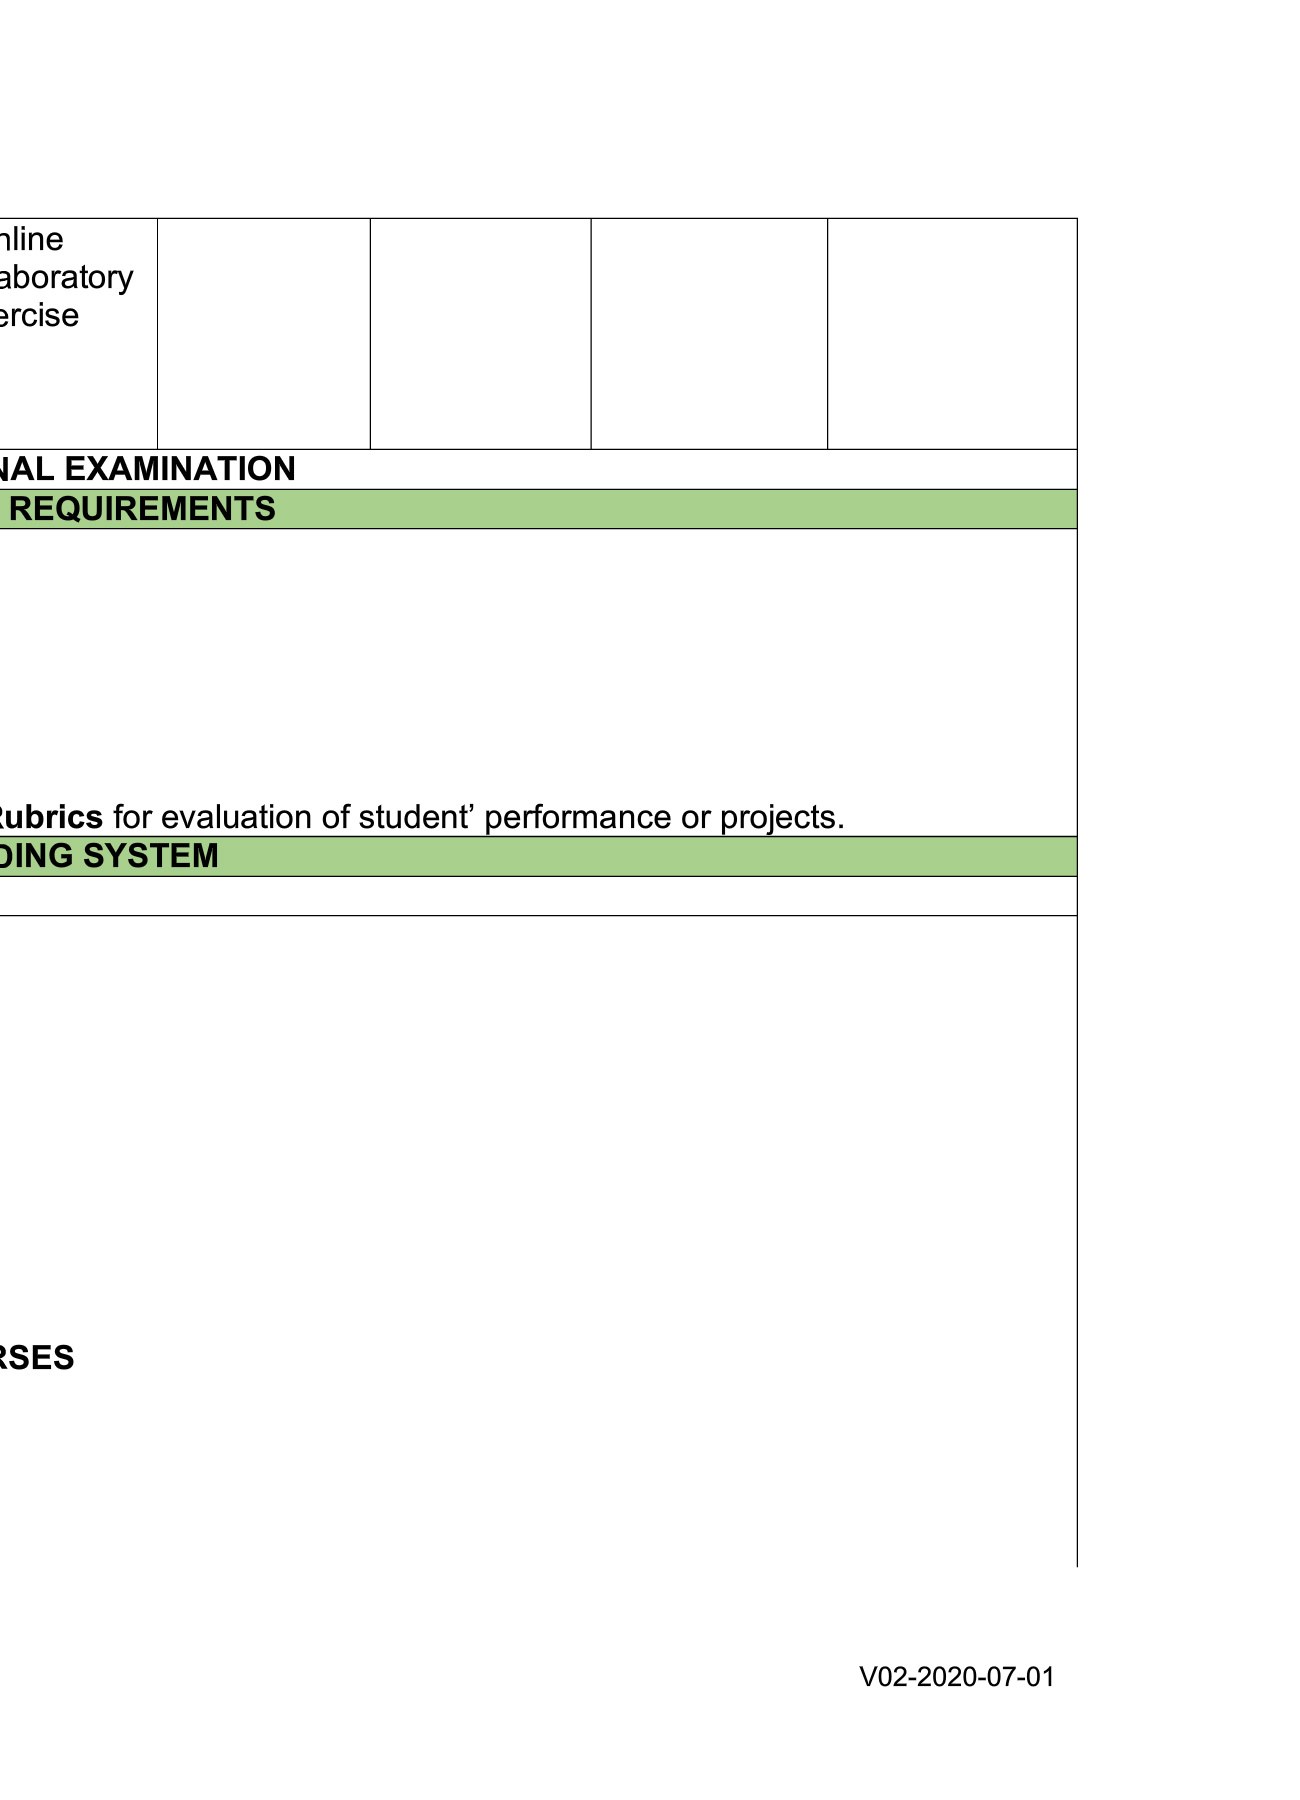 nline
aboratory
ercise
NAL EXAMINATION
REQUIREMENTS
Rubrics for evaluation of student’ performance or projects.
DING SYSTEM
RSES
V02-2020-07-01